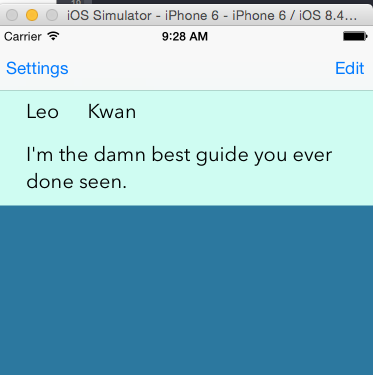 iOS Simulator - iPhone 6 - iPhone 6 / iOS 8.4...
Carrier 9:28 AM
Settings Edit
Leo Kwan
I'm the damn best guide you ever
done seen.